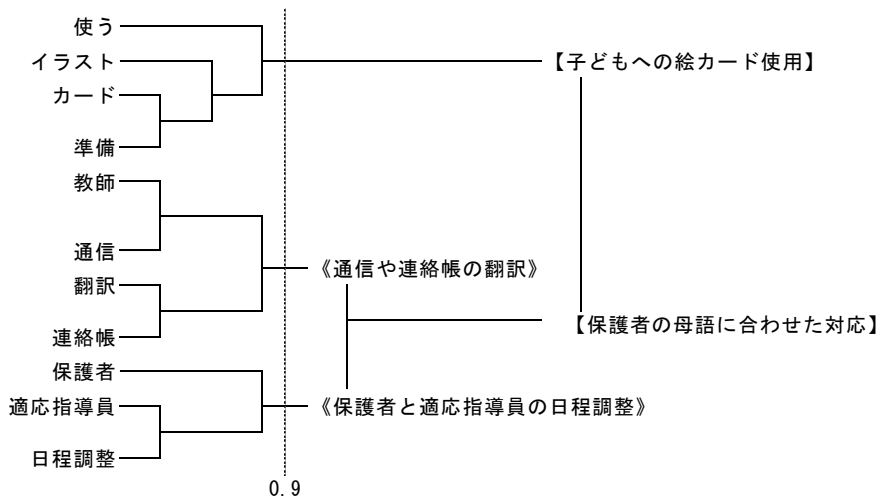 使う
イラスト
カード
準備
教師
通信
翻訳
連絡帳
保護者
適応指導員
日程調整
0.9
《通信や連絡帳の翻訳》
《保護者と適応指導員の日程調整》
【子どもへの絵カード使用】
【保護者の母語に合わせた対応】